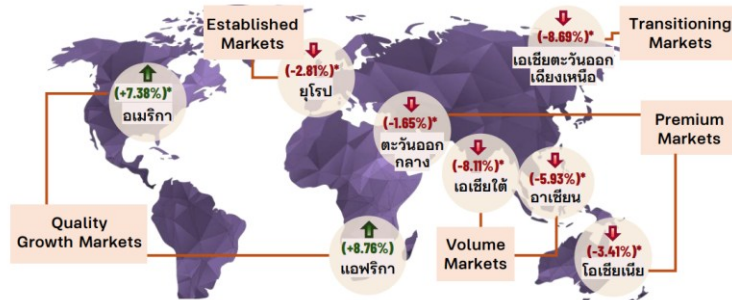 Established
Markets
(-2.81%)*
ยุโรป
(+7.38%)*
อเมริกา
(-8.69%)*
เอเชียตะวันออก
เฉียงเหนือ
Transitioning
Markets
(-1.65%)*
ตะวันออก
กลาง
Premium
Markets
(-8.11%)*
เอเชียใต้
(-5.93%)*
อาเซียน
Quality
Growth Markets
(+8.76%)*
แอฟริกา
Volume
Markets
(-3.41%)*
โอเชียเนีย